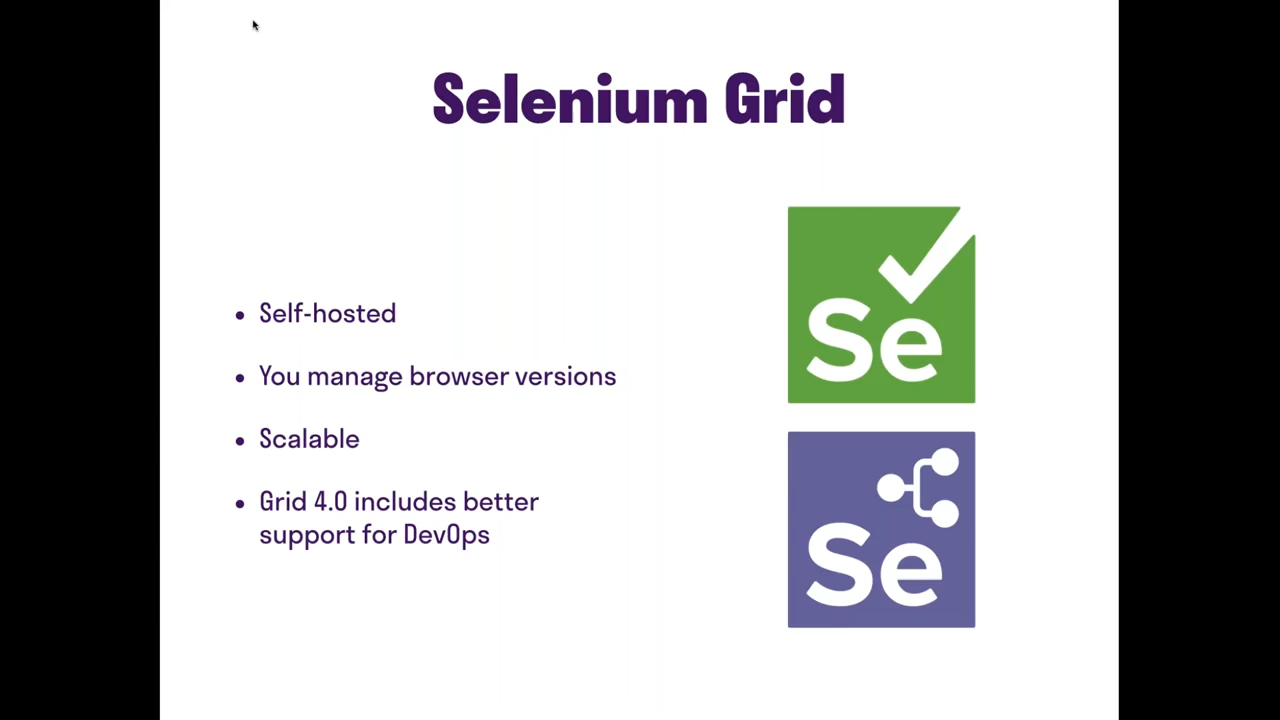 Selenium Grid
• Self-hosted
• You manage browser versions
• Scalable
• Grid 4.0 includes better
support for DevOps
Se
Se